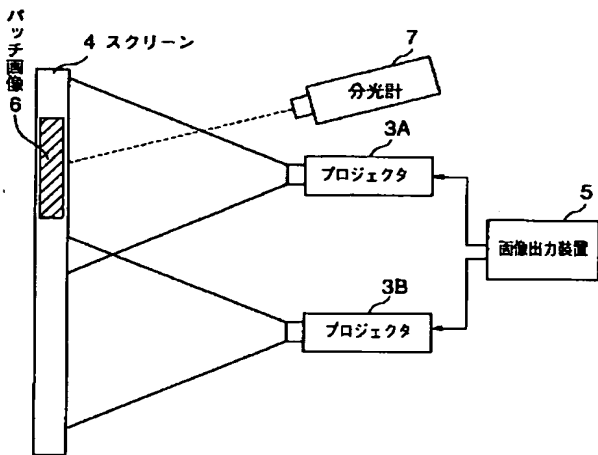 パッチ画像6
4 スクリーン
7
分光計
3A
プロジェクタ
5
画像出力装置
3B
プロジェクタ